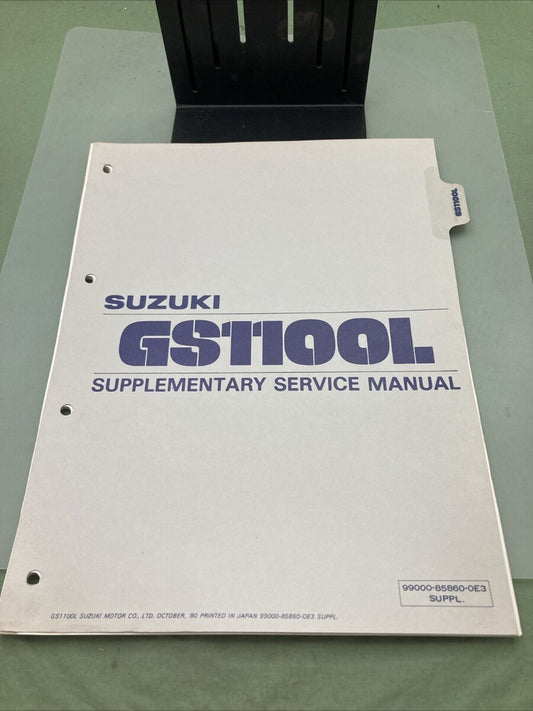 GS1100L
SUZUKI
GS1100L
SUPPLEMENTARY SERVICE MANUAL
99000-85860-0E3
SUPPL.
GS1100L SUZUKI MOTOR CO., LTD. OCTOBER, '80 PRINTED IN JAPAN 99000-85860-0E3 SUPPL.